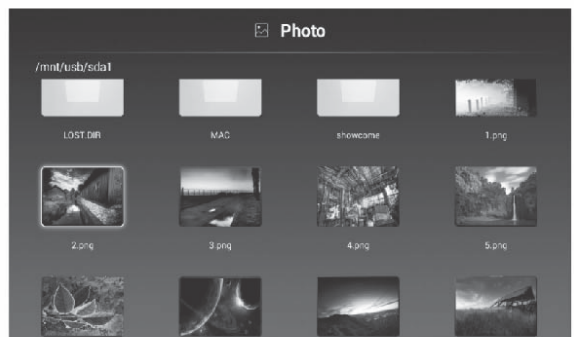 Photo
/mnt/usb/sda1
LOST.DIR MAC showcome 1.png
2.png 3.png 4.png 5.png